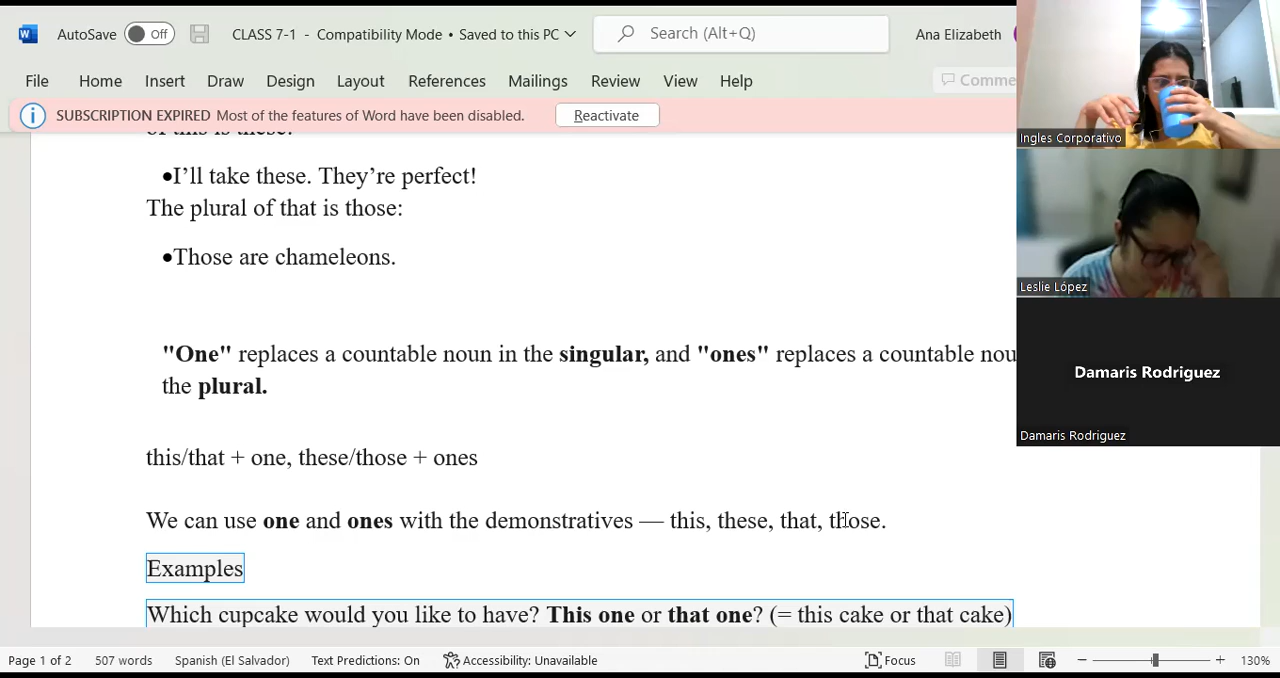 AutoSave Off CLASS 7-1 - Compatibility Mode • Saved to this PC Search (Alt+Q) Ana Elizabeth
File Home Insert Draw Design Layout References Mailings Review View Help Comme
SUBSCRIPTION EXPIRED Most of the features of Word have been disabled. Reactivate
of this is these:
•I’ll take these. They’re perfect!
The plural of that is those:
•Those are chameleons.
"One" replaces a countable noun in the singular, and "ones" replaces a countable nou
the plural.
this/that + one, these/those + ones
We can use one and ones with the demonstratives — this, these, that, those.
Examples
Which cupcake would you like to have? This one or that one? (= this cake or that cake)
Page 1 of 2 507 words Spanish (El Salvador) Text Predictions: On Accessibility: Unavailable Focus 130%
Ingles Corporativo
Leslie López
Damaris Rodriguez
Damaris Rodriguez